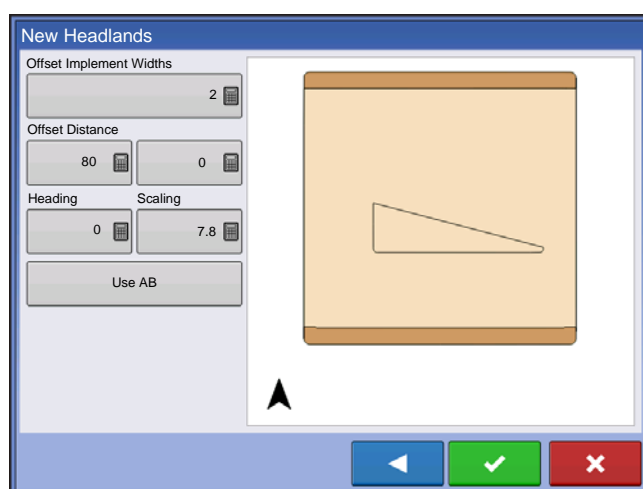 New Headlands
Offset Implement Widths
2
Offset Distance
80 0
Heading Scaling
0 7.8
Use AB